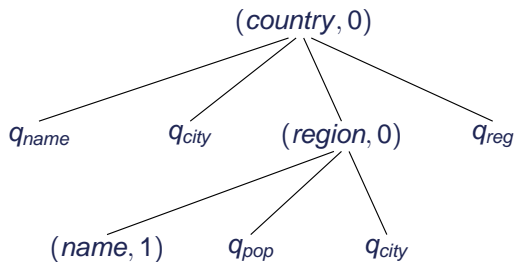 (country, 0)
q_name q_city (region, 0) q_reg
(name, 1) q_pop q_city